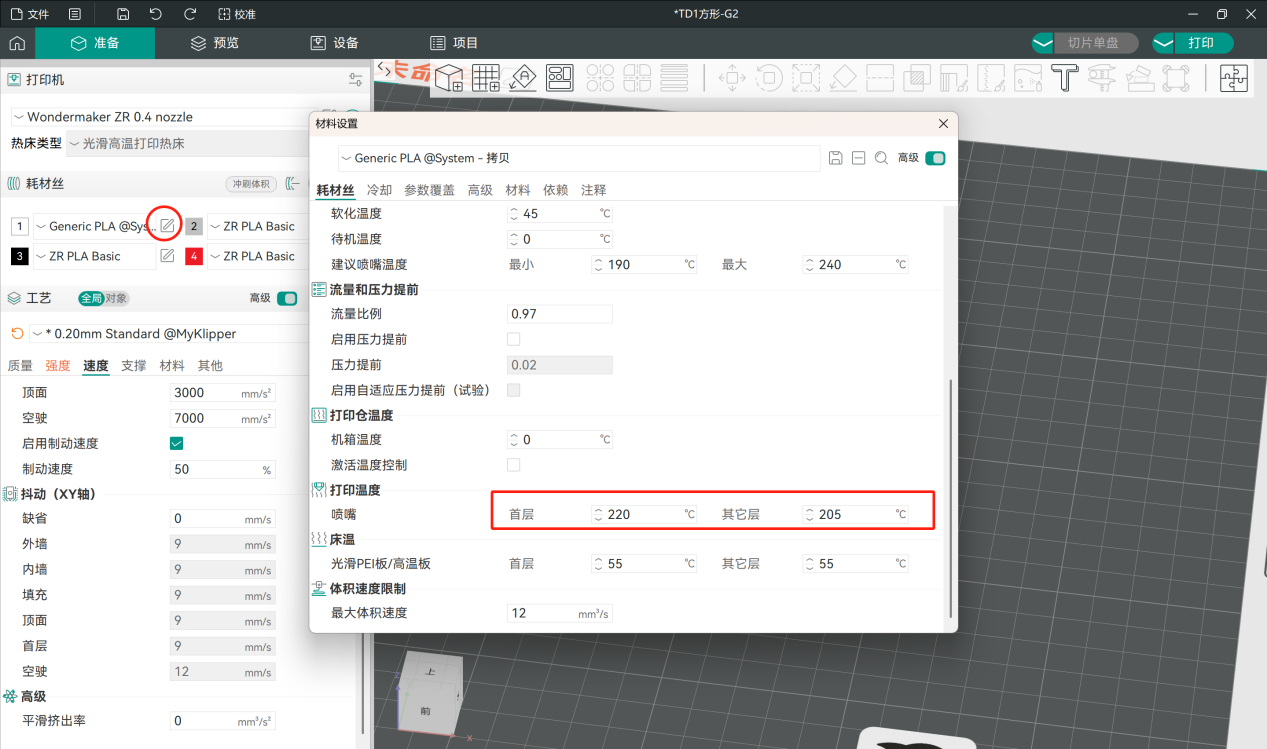 文件 校准 *TD1方形-G2
准备 预览 设备 项目 切片单盘 打印
打印机
Wondermaker ZR 0.4 nozzle
热床类型 光滑高温打印热床
耗材丝 冲刷体积
1 Generic PLA @Sys... 2 ZR PLA Basic
3 ZR PLA Basic 4 ZR PLA Basic
工艺 全局 对象 高级
* 0.20mm Standard @MyKlipper
质量 强度 速度 支撑 材料 其他
顶面 3000 mm/s²
空驶 7000 mm/s²
启用制动速度
制动速度 50 %
抖动（XY轴）
缺省 0 mm/s
外墙 9 mm/s
内墙 9 mm/s
填充 9 mm/s
顶面 9 mm/s
首层 9 mm/s
空驶 12 mm/s
高级
平滑挤出率 0 mm³/s²
材料设置
Generic PLA @System - 拷贝 高级
耗材丝 冷却 参数覆盖 高级 材料 依赖 注释
软化温度 45 ℃
待机温度 0 ℃
建议喷嘴温度 最小 190 ℃ 最大 240 ℃
流量和压力提前
流量比例 0.97
启用压力提前
压力提前 0.02
启用自适应压力提前（试验）
打印仓温度
机箱温度 0 ℃
激活温度控制
打印温度
喷嘴 首层 220 ℃ 其它层 205 ℃
床温
光滑PEI板/高温板 首层 55 ℃ 其它层 55 ℃
体积速度限制
最大体积速度 12 mm³/s
上
前
x